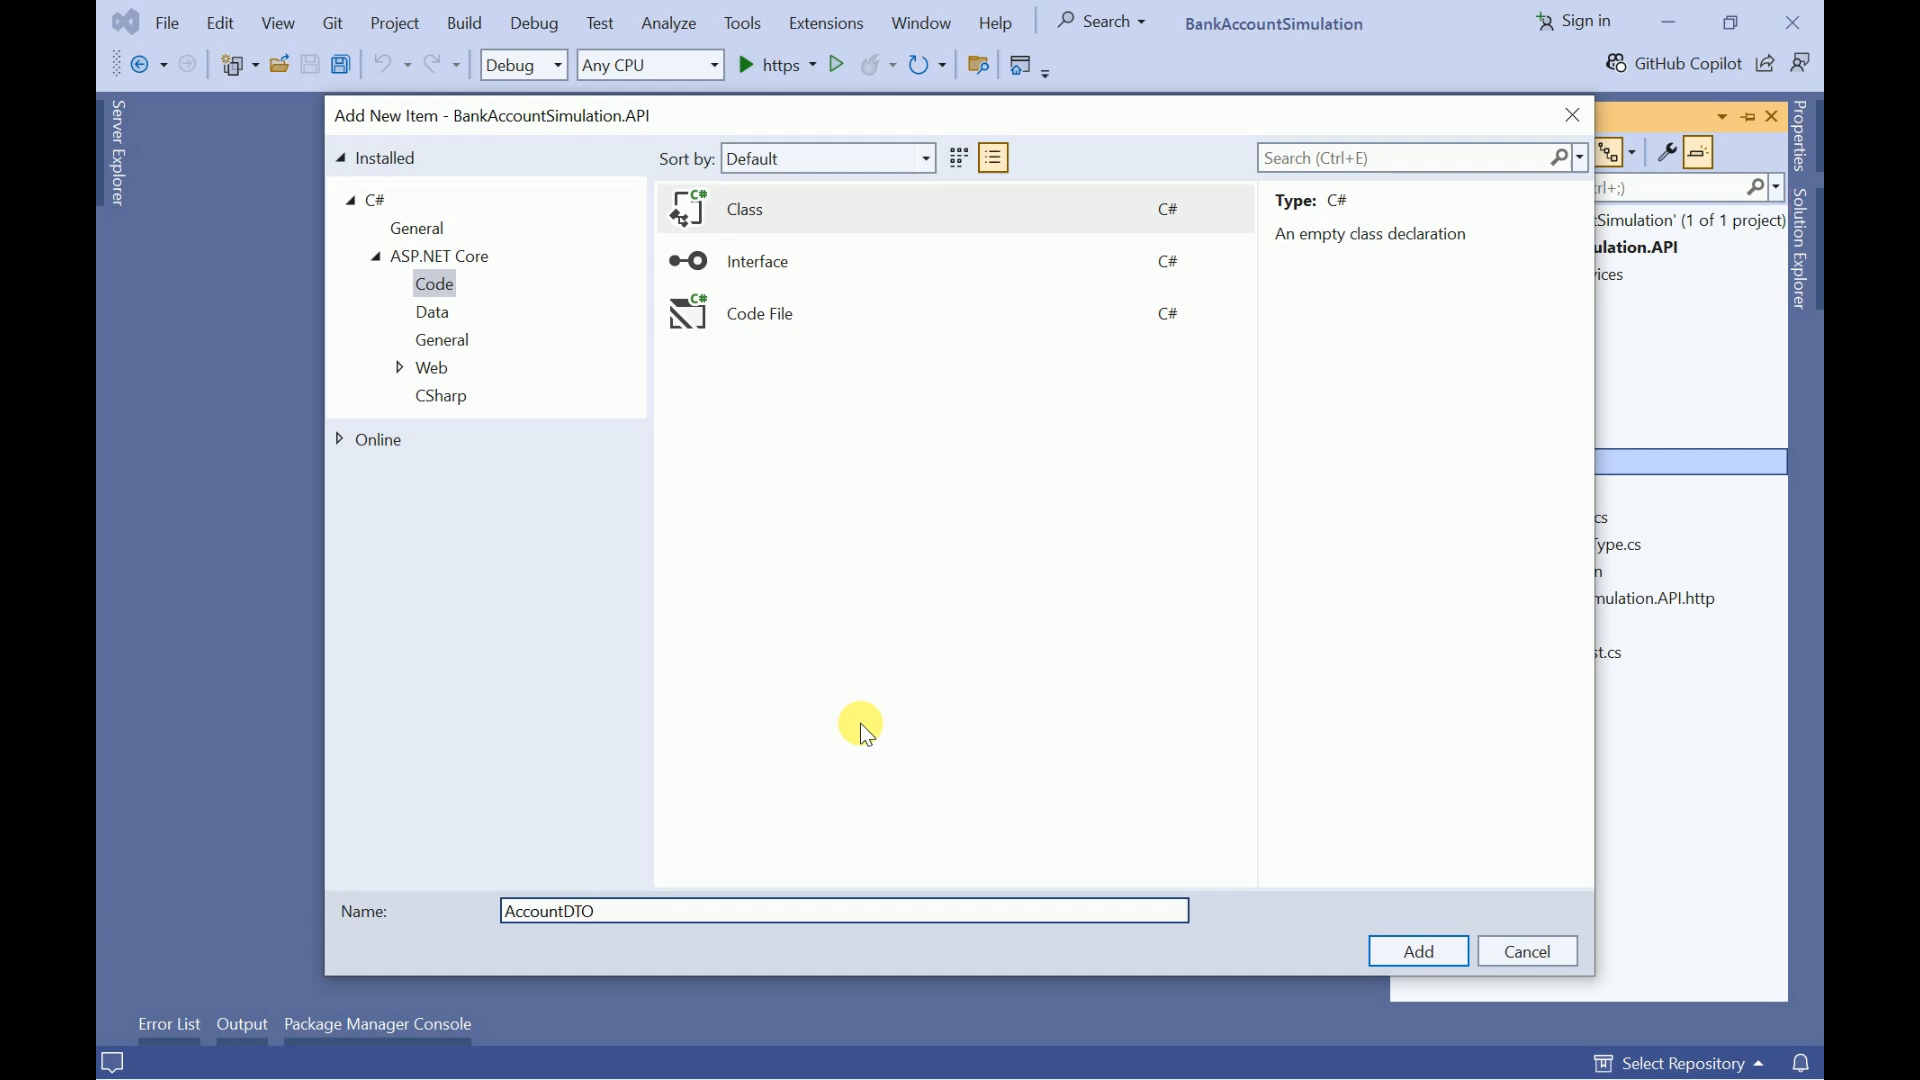 File Edit View Git Project Build Debug Test Analyze Tools Extensions Window Help Search BankAccountSimulation Sign in
Debug Any CPU https GitHub Copilot
Server Explorer
Add New Item - BankAccountSimulation.API
Installed
Sort by: Default
Search (Ctrl+E)
C#
General
ASP.NET Core
Code
Data
General
Web
CSharp
Online
Class C#
Interface C#
Code File C#
Type: C#
An empty class declaration
rl+;)
tSimulation' (1 of 1 project)
ulation.API
ices
cs
Type.cs
n
mulation.API.http
st.cs
Properties
Solution Explorer
Name: AccountDTO
Add Cancel
Error List Output Package Manager Console
Select Repository